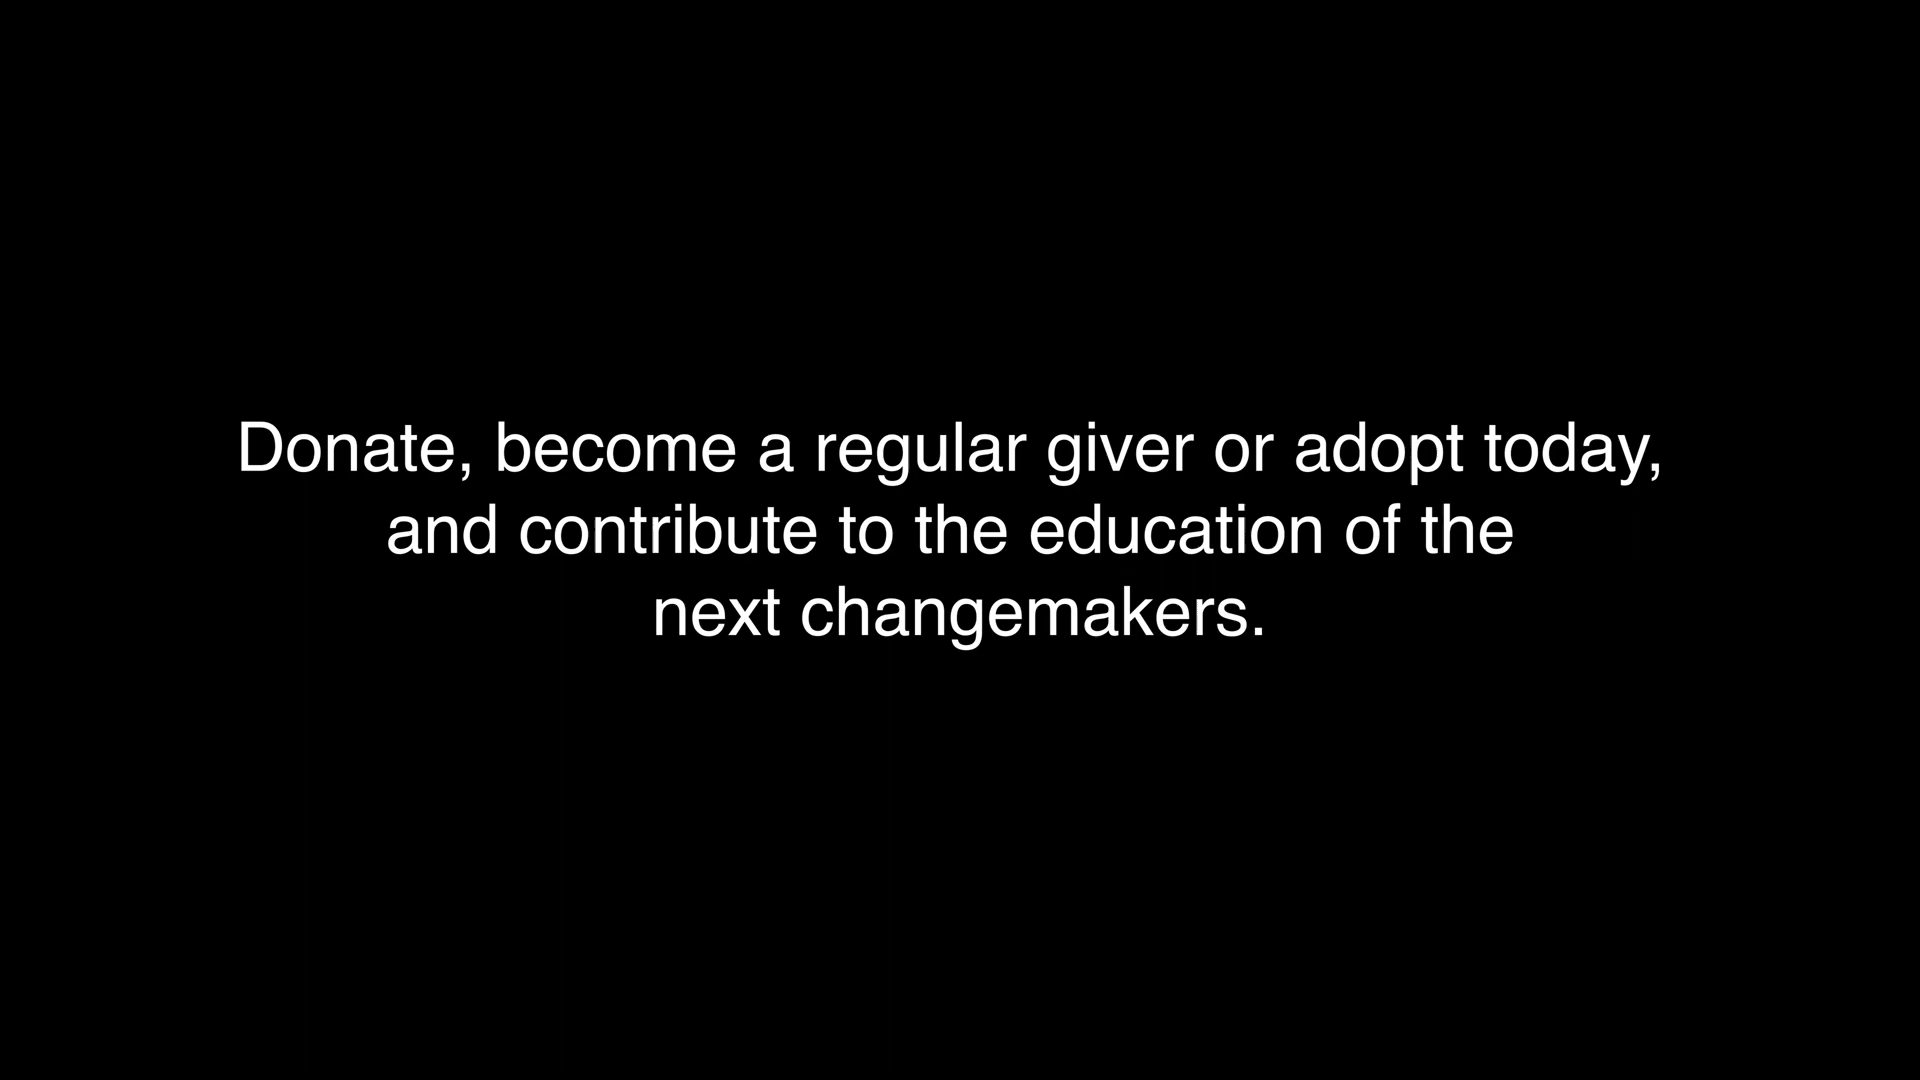 Donate, become a regular giver or adopt today,
and contribute to the education of the
next changemakers.